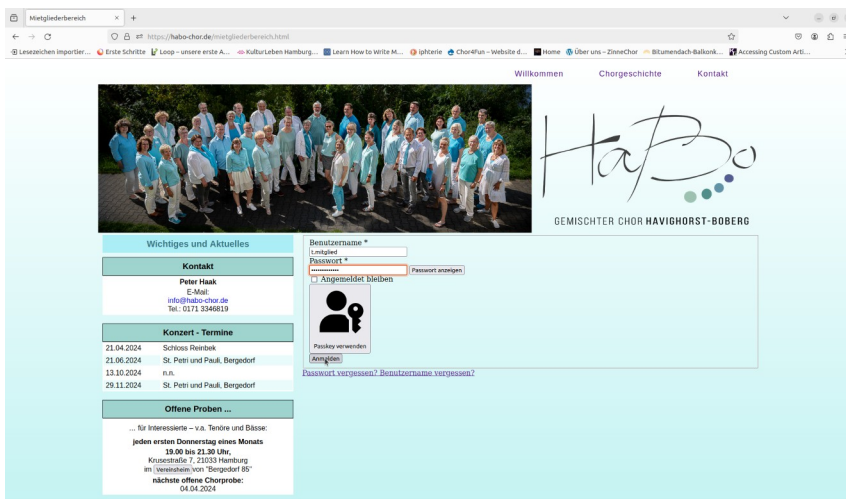 Mietgliederbereich
https://habo-chor.de/mietgliederbereich.html
Lesezeichen importier... Erste Schritte Loop – unsere erste A... KulturLeben Hamburg... Learn How to Write M... iphterie Chor4Fun – Website d... Home Über uns – ZinneChor Bitumendach-Balkonk... Accessing Custom Arti...
Willkommen Chorgeschichte Kontakt
HaBo
GEMISCHTER CHOR HAVIGHORST-BOBERG
Wichtiges und Aktuelles
Kontakt
Peter Haak
E-Mail:
info@habo-chor.de
Tel.: 0171 3346819
Konzert - Termine
21.04.2024 Schloss Reinbek
21.06.2024 St. Petri und Pauli, Bergedorf
13.10.2024 n.n.
29.11.2024 St. Petri und Pauli, Bergedorf
Offene Proben ...
... für Interessierte – v.a. Tenöre und Bässe:
jeden ersten Donnerstag eines Monats
19.00 bis 21.30 Uhr,
Krusestraße 7, 21033 Hamburg
im Vereinsheim von "Bergedorf 85"
nächste offene Chorprobe:
04.04.2024
Benutzername *
t.mitglied
Passwort *
Passwort anzeigen
Angemeldet bleiben
Passkey verwenden
Anmelden
Passwort vergessen? Benutzername vergessen?